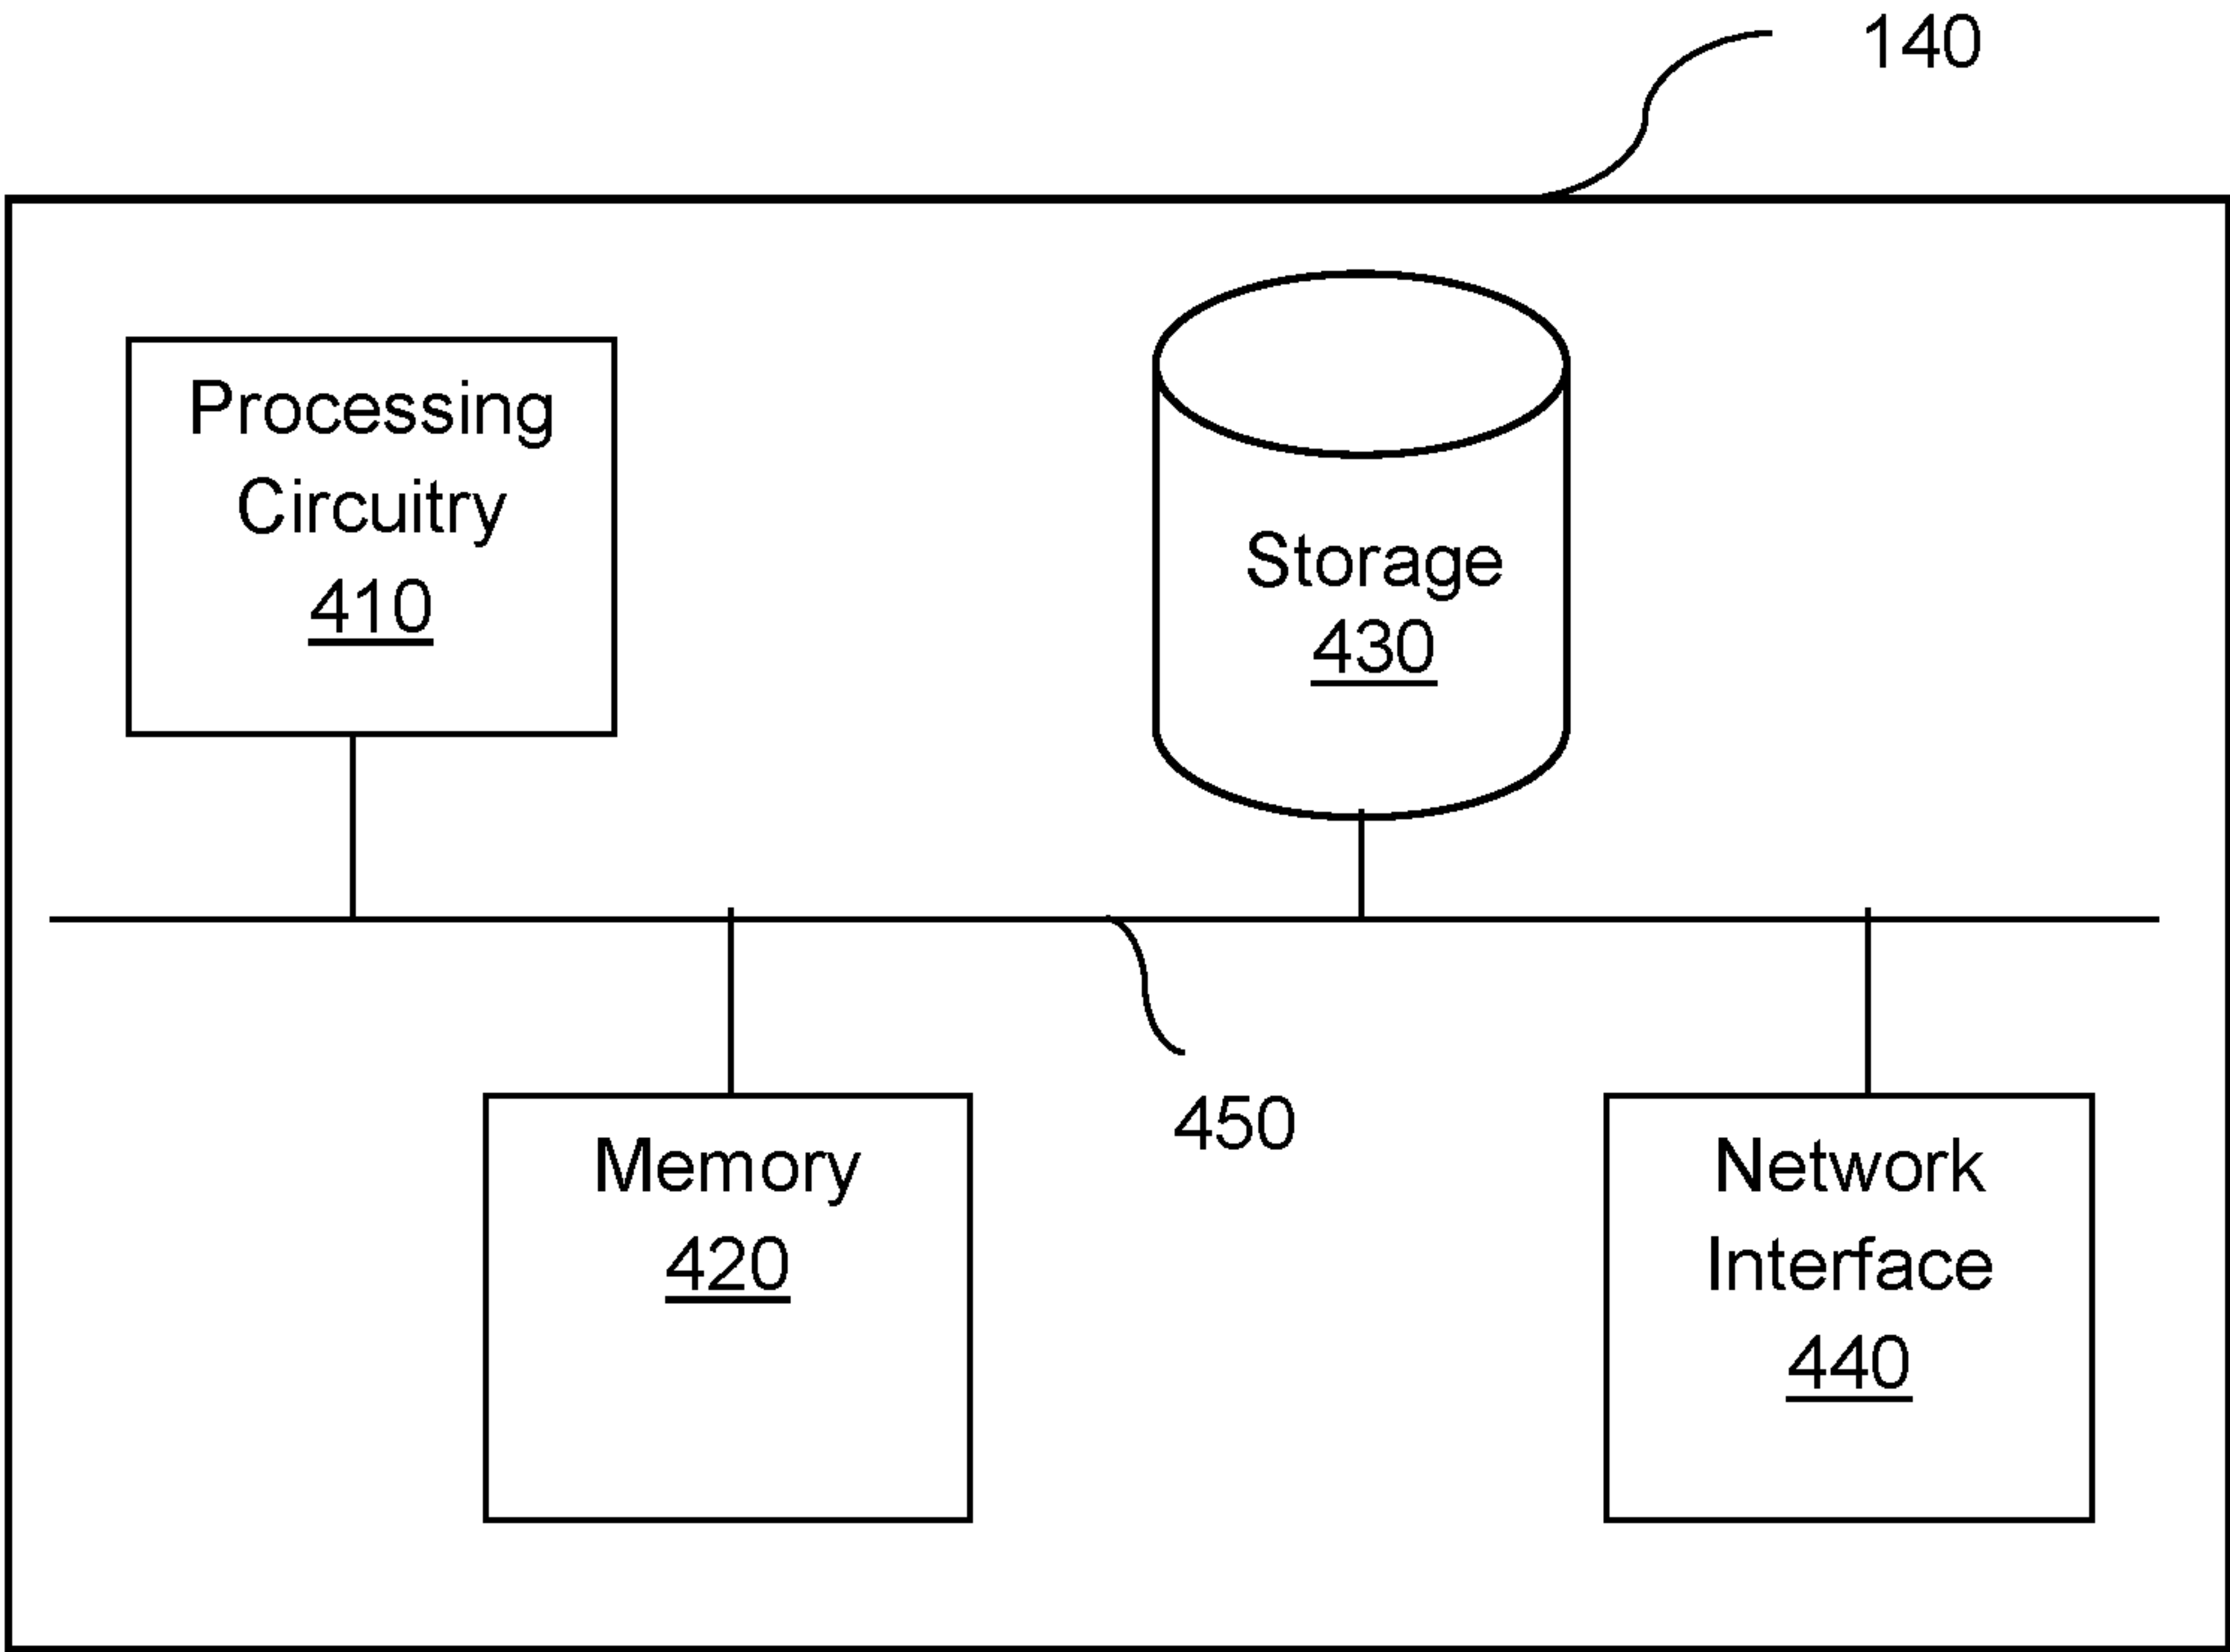 140
Processing
Circuitry
410
Storage
430
450
Memory
420
Network
Interface
440